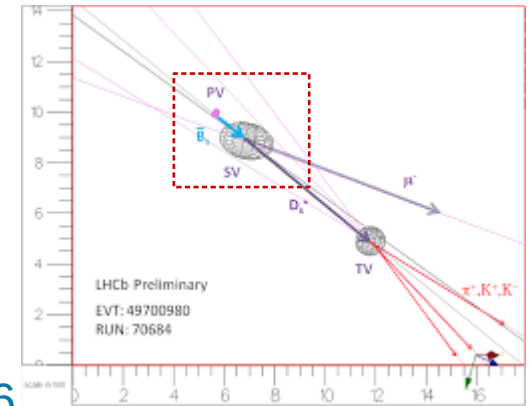 14
12
10
8
6
4
2
0
PV
B̅s
SV
μ⁻
Ds⁺
TV
π⁺,K⁺,K⁻
LHCb Preliminary
EVT: 49700980
RUN: 70684
0 2 4 6 8 10 12 14 16
6